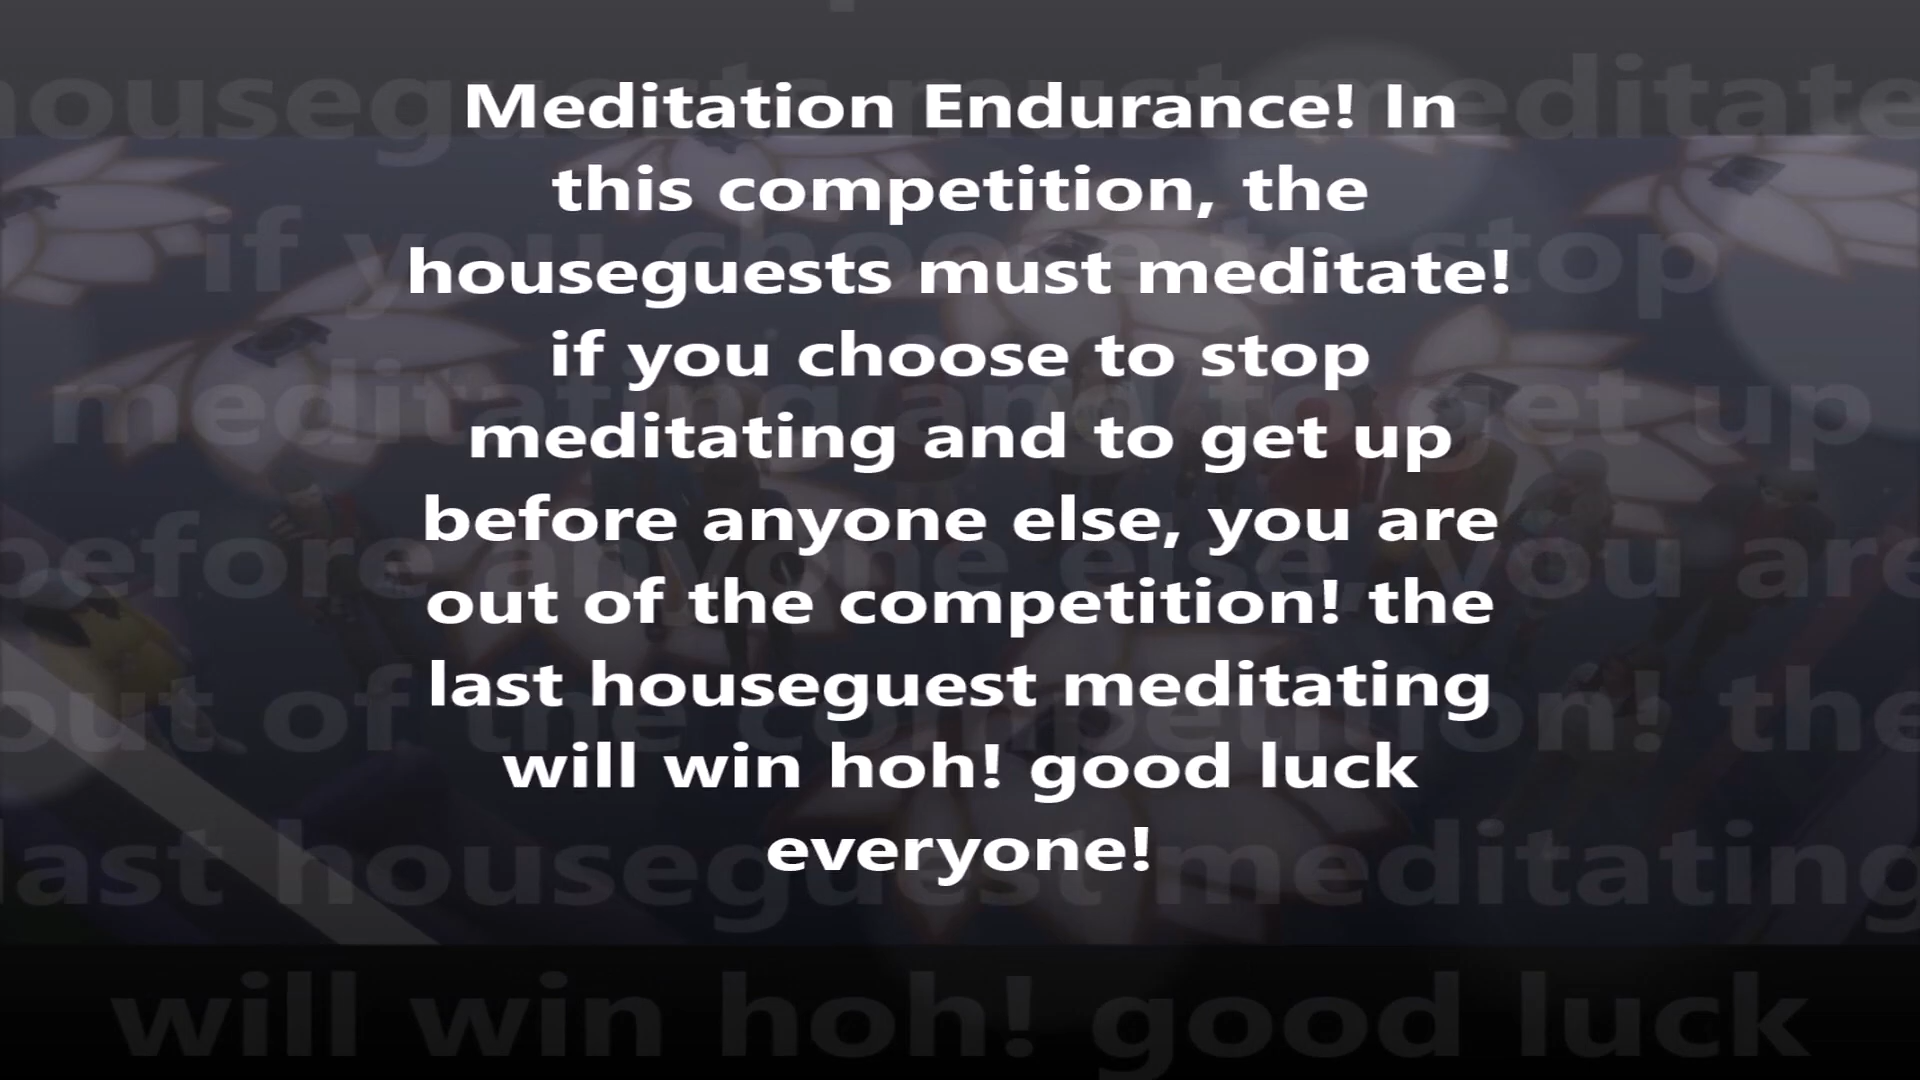 Meditation Endurance! In
this competition, the
houseguests must meditate!
if you choose to stop
meditating and to get up
before anyone else, you are
out of the competition! the
last houseguest meditating
will win hoh! good luck
everyone!